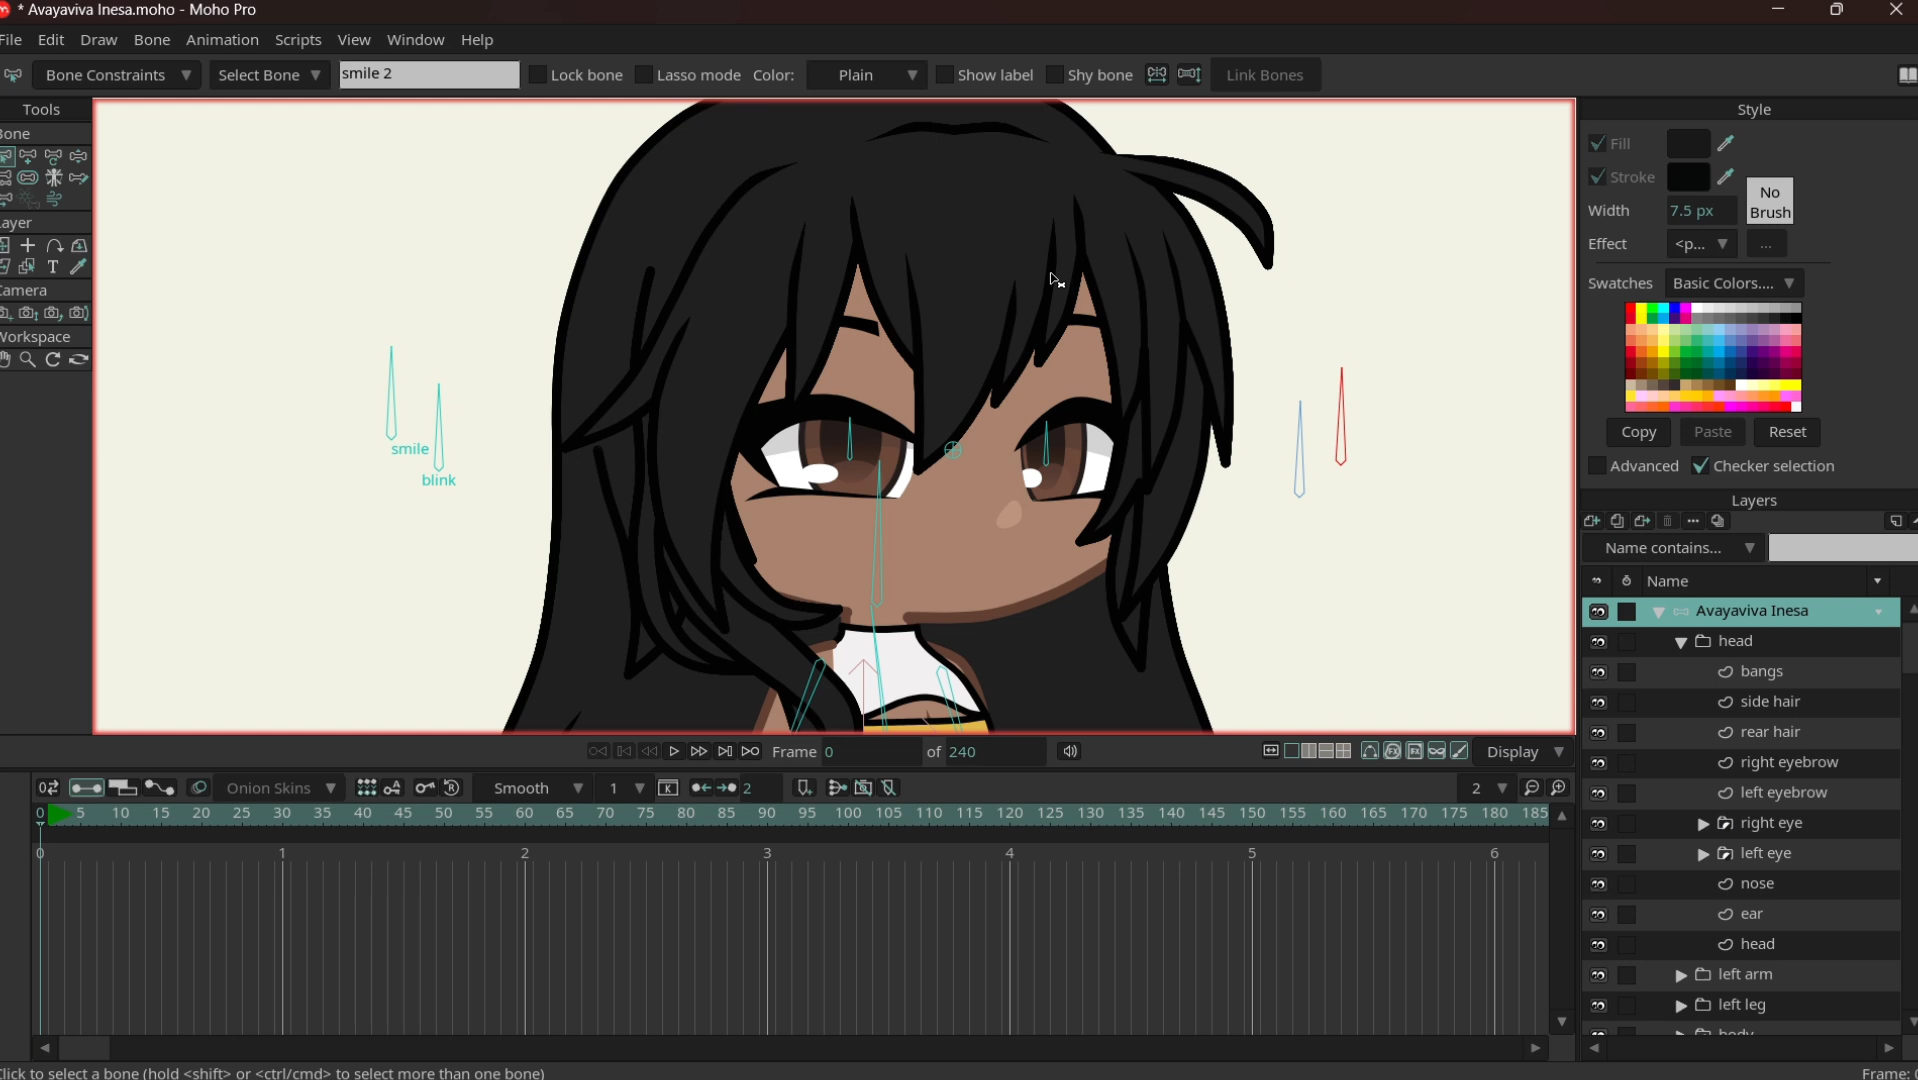 * Avayaviva Inesa.moho - Moho Pro
File Edit Draw Bone Animation Scripts View Window Help
Bone Constraints Select Bone smile 2 Lock bone Lasso mode Color: Plain Show label Shy bone Link Bones
Tools
Bone
Layer
Camera
Workspace
smile
blink
Style
Fill
Stroke
No
Brush
Width 7.5 px
Effect <p... ...
Swatches Basic Colors....
Copy Paste Reset
Advanced Checker selection
Layers
Name contains...
Name
Avayaviva Inesa
head
bangs
side hair
rear hair
right eyebrow
left eyebrow
right eye
left eye
nose
ear
head
left arm
left leg
body
Frame 0 of 240 Display
Onion Skins Smooth 1 2 2
0 5 10 15 20 25 30 35 40 45 50 55 60 65 70 75 80 85 90 95 100 105 110 115 120 125 130 135 140 145 150 155 160 165 170 175 180 185
0 1 2 3 4 5 6
Click to select a bone (hold <shift> or <ctrl/cmd> to select more than one bone)
Frame: 0